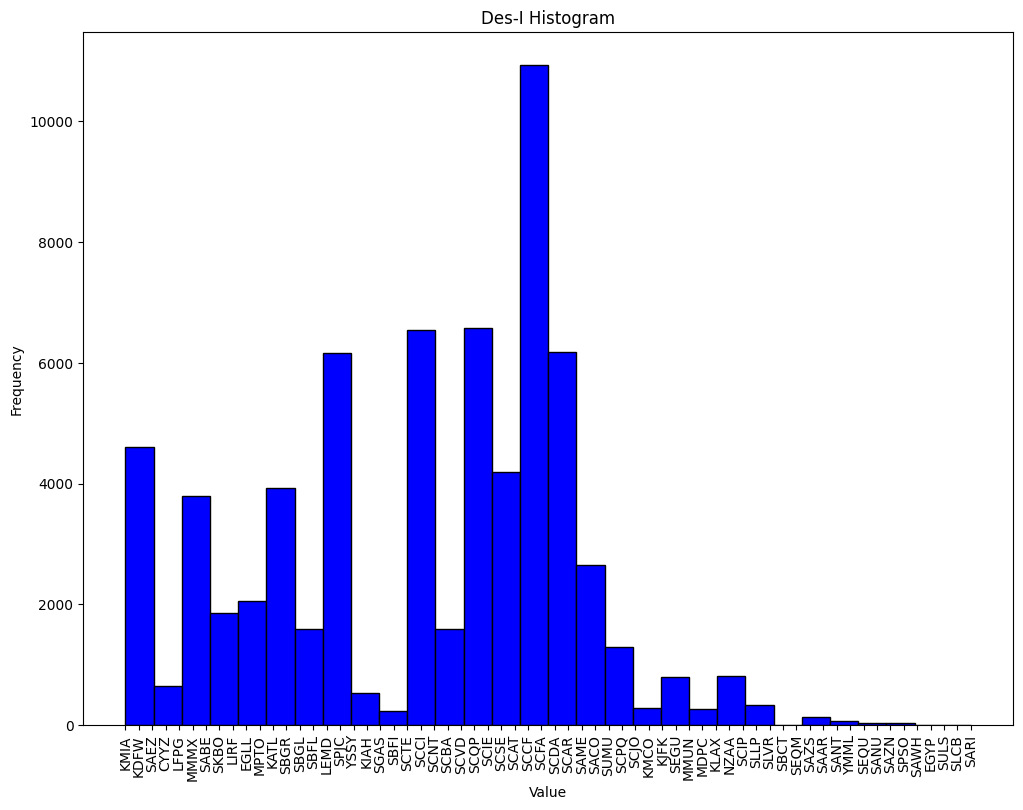 Des-I Histogram
10000
8000
6000
4000
2000
0
Frequency
KMIA
KDFW
SAEZ
CYYZ
LFPG
MMMX
SABE
SKBO
LIRF
EGLL
MPTO
KATL
SBGR
SBGL
SBFL
LEMD
SPJC
YSSY
KIAH
SGAS
SBFI
SCTE
SCCI
SCNT
SCBA
SCVD
SCQP
SCIE
SCSE
SCAT
SCCF
SCFA
SCDA
SCAR
SAME
SACO
SUMU
SCPQ
SCJO
KMCO
KJFK
SEGU
MMUN
MDPC
KLAX
NZAA
SCIP
SLLP
SLVR
SBCT
SEQM
SAZS
SAAR
SANT
YMML
SEQU
SANU
SAZN
SPSO
SAWH
EGYP
SULS
SLCB
SARI
Value